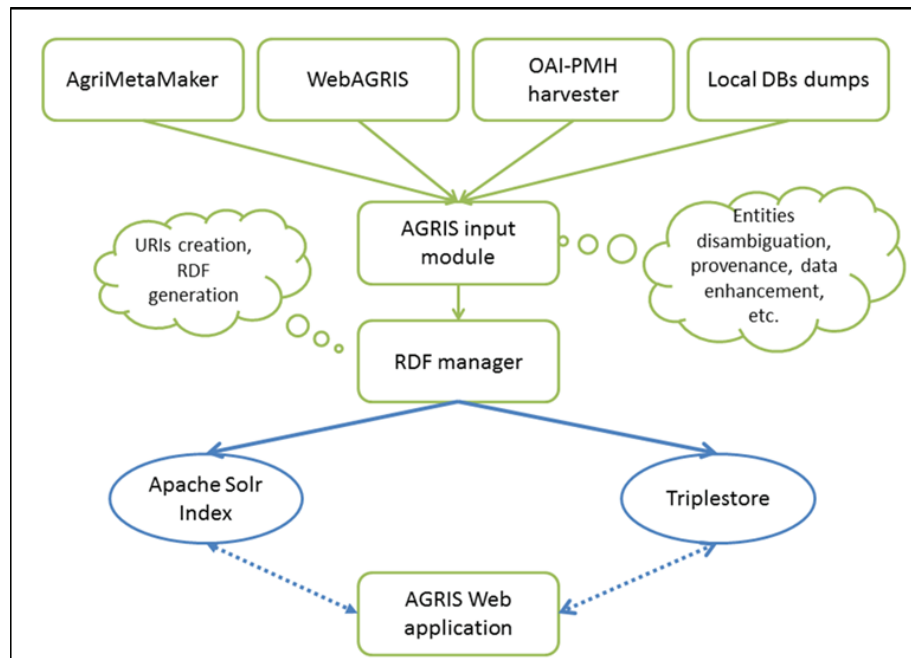 AgriMetaMaker
WebAGRIS
OAI-PMH
harvester
Local DBs dumps
AGRIS input
module
URIs creation,
RDF
generation
Entities
disambiguation,
provenance, data
enhancement,
etc.
RDF manager
Apache Solr
Index
Triplestore
AGRIS Web
application